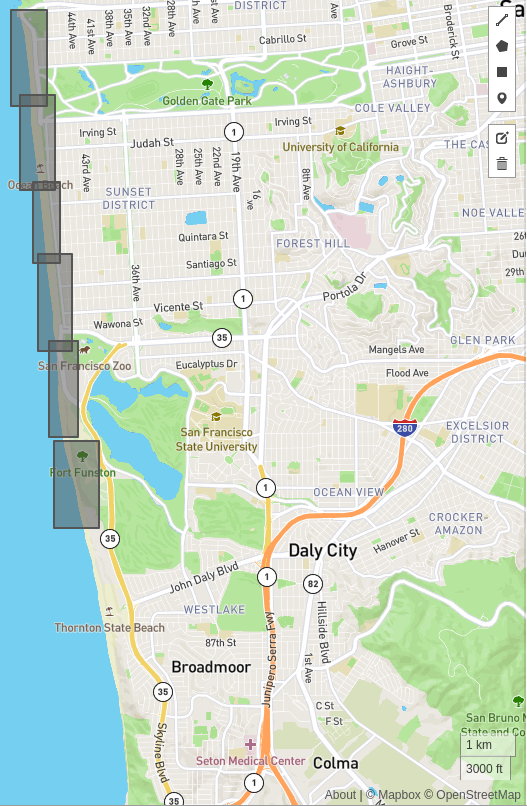 DISTRICT
28th Ave
Sa
44th Ave
41st Ave
38th Ave
35th Ave
32nd Ave
Cabrillo St
Grove St
Broderick St
HAIGHT-
ASHBURY
Golden Gate Park
COLE VALLEY
Irving St
Irving St
Judah St
1
University of California
THE CAS
43rd Ave
28th Ave
25th Ave
22nd Ave
19th Ave
16
ve
8th Ave
Ocean Beach
SUNSET
DISTRICT
NOE VALLE
Quintara St
FOREST HILL
26t
Du
29th
Santiago St
36th Ave
Portola Dr
Vicente St
1
Wawona St
35
Mangels Ave
GLEN PARK
San Francisco Zoo
Eucalyptus Dr
Flood Ave
San Francisco
State University
280
EXCELSIOR
DISTRICT
Fort Funston
1
OCEAN VIEW
CROCKER-
AMAZON
35
Daly City
Hanover St
John Daly Blvd
1
82
WESTLAKE
Thornton State Beach
Hillside Blvd
87th St
Junipero Serra Fwy
Broadmoor
1st Ave
35
C St
F St
San Bruno M
State and Co
Skyline Blvd
Seton Medical Center
Colma
1 km
3000 ft
1
35
About | © Mapbox © OpenStreetMap